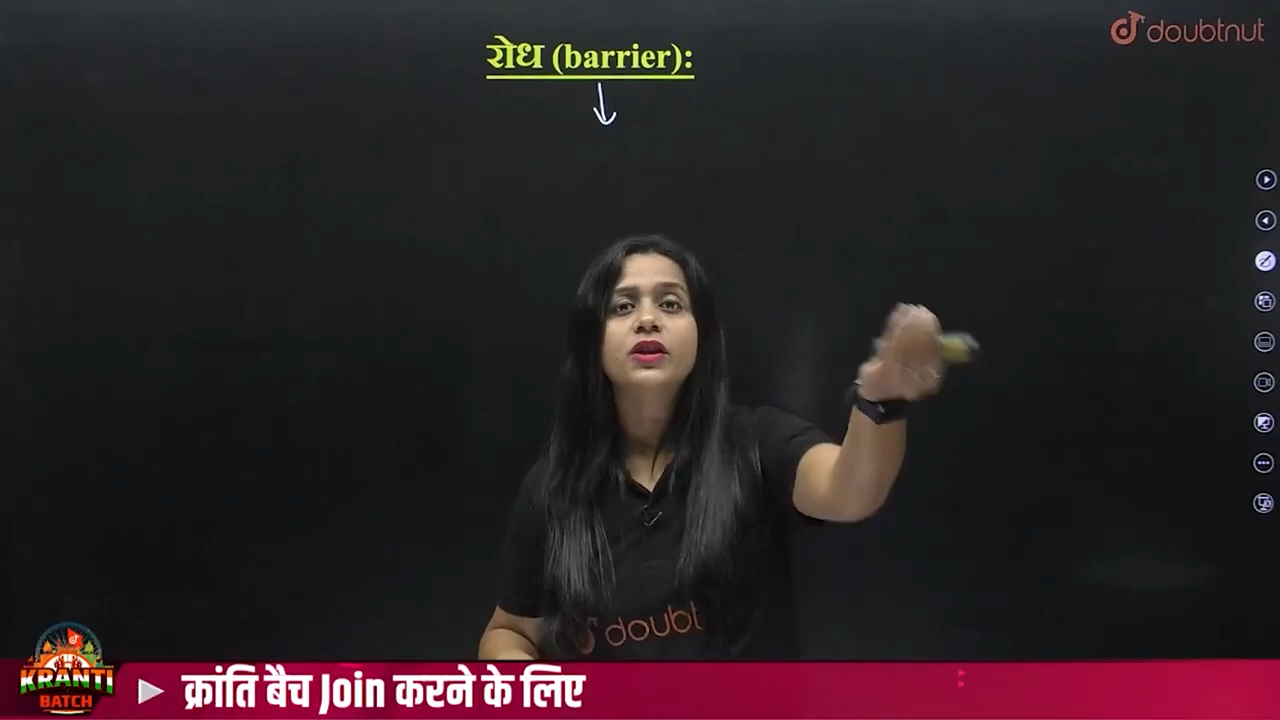 doubtnut
रोध (barrier):
doubt
KRANTI
BATCH
क्रांति बैच Join करने के लिए